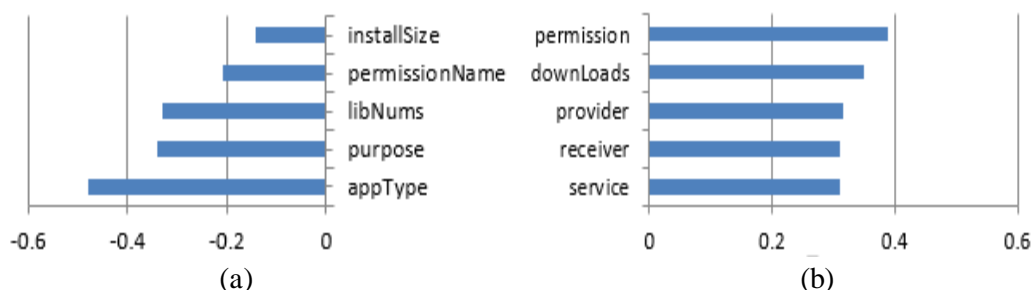 installSize
permissionName
libNums
purpose
appType
-0.6 -0.4 -0.2 0
(a)
permission
downLoads
provider
receiver
service
0 0.2 0.4 0.6
(b)